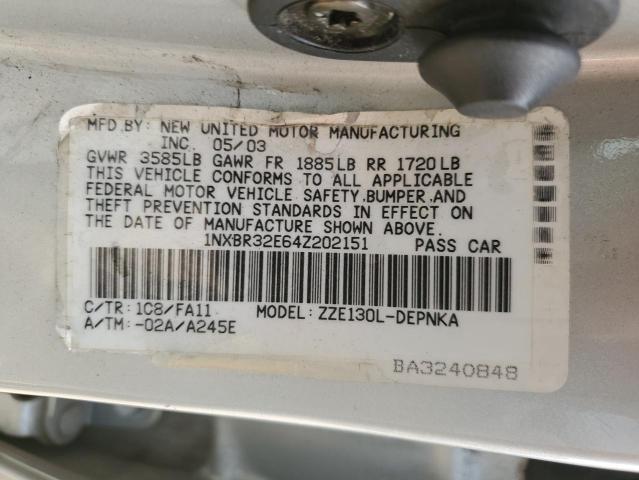 MFD.BY: NEW UNITED MOTOR MANUFACTURING
INC. 05/03
GVWR 3585LB GAWR FR 1885LB RR 1720LB
THIS VEHICLE CONFORMS TO ALL APPLICABLE
FEDERAL MOTOR VEHICLE SAFETY,BUMPER,AND
THEFT PREVENTION STANDARDS IN EFFECT ON
THE DATE OF MANUFACTURE SHOWN ABOVE.
1NXBR32E64Z202151 PASS CAR
C/TR:1C8/FA11 MODEL:ZZE130L-DEPNKA
A/TM:-02A/A245E
BA3240848